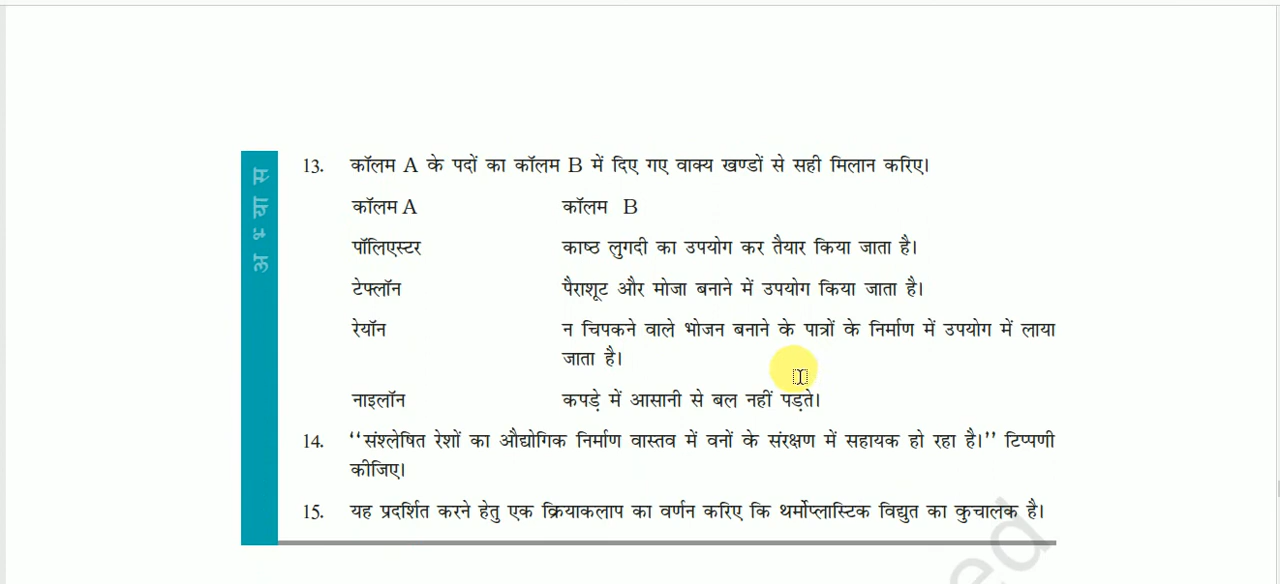 अभ्यास
13. कॉलम A के पदों का कॉलम B में दिए गए वाक्य खण्डों से सही मिलान करिए।
कॉलम A कॉलम B
पॉलिएस्टर काष्ठ लुगदी का उपयोग कर तैयार किया जाता है।
टेफ्लॉन पैराशूट और मोजा बनाने में उपयोग किया जाता है।
रेयॉन न चिपकने वाले भोजन बनाने के पात्रों के निर्माण में उपयोग में लाया
जाता है।
नाइलॉन कपड़े में आसानी से बल नहीं पड़ते।
14. ‘‘संश्लेषित रेशों का औद्योगिक निर्माण वास्तव में वनों के संरक्षण में सहायक हो रहा है।’’ टिप्पणी
कीजिए।
15. यह प्रदर्शित करने हेतु एक क्रियाकलाप का वर्णन करिए कि थर्मोप्लास्टिक विद्युत का कुचालक है।